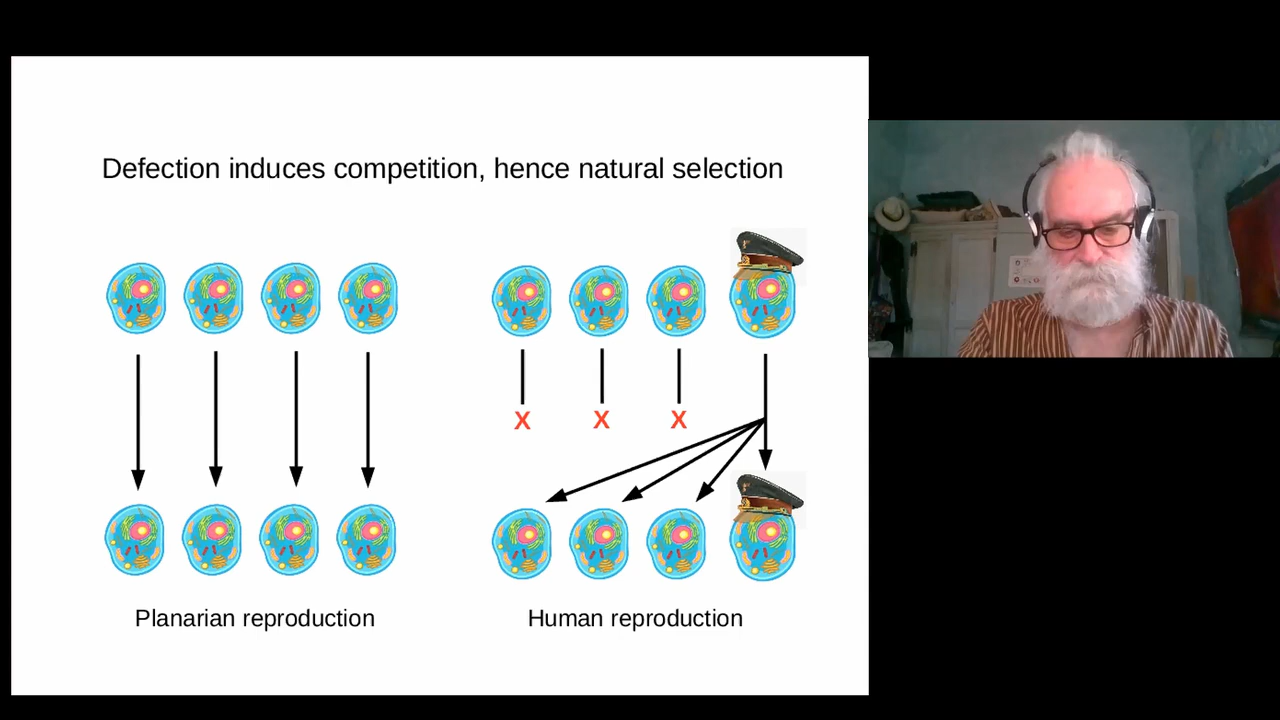 Defection induces competition, hence natural selection
X X X
Planarian reproduction
Human reproduction